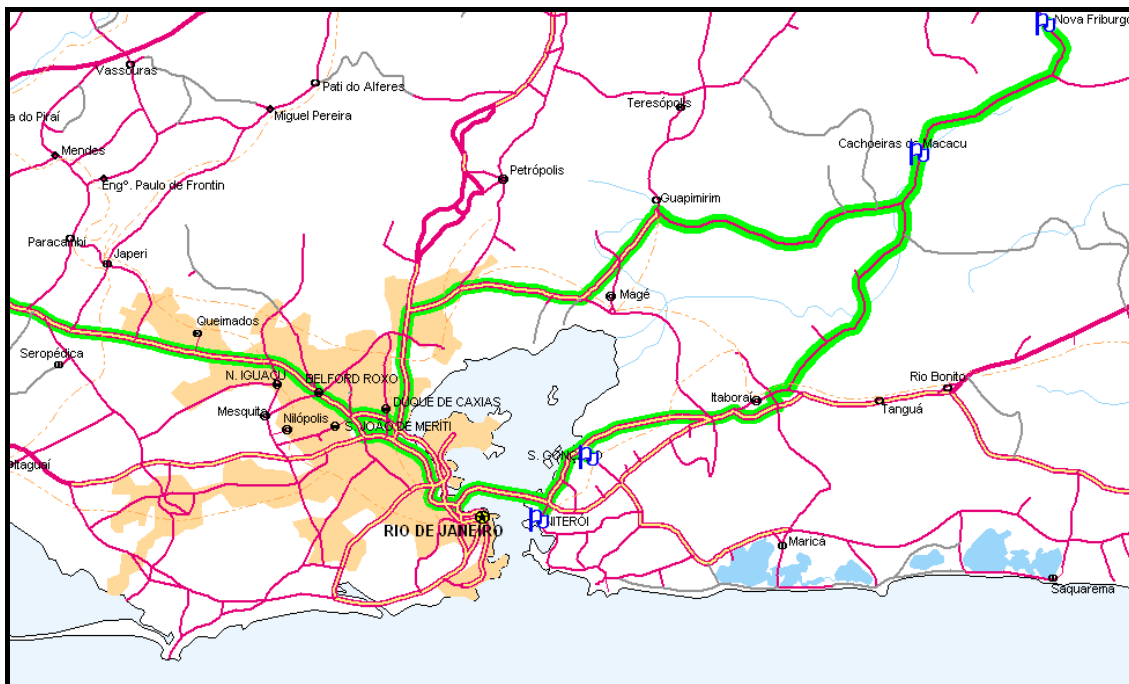 Nova Friburgo
Vassouras
Pati do Alferes
Teresópolis
Miguel Pereira
a do Piraí
Cachoeiras de Macacu
Mendes
Petrópolis
Engº. Paulo de Frontin
Guapimirim
Paracambi
Japeri
Magé
Queimados
Seropédica
N. IGUAÇU
BELFORD ROXO
Rio Bonito
Itaboraí
Tanguá
DUQUE DE CAXIAS
Mesquita
Nilópolis
S. JOÃO DE MERITI
S. GONÇALO
Itaguaí
NITERÓI
RIO DE JANEIRO
Maricá
Saquarema